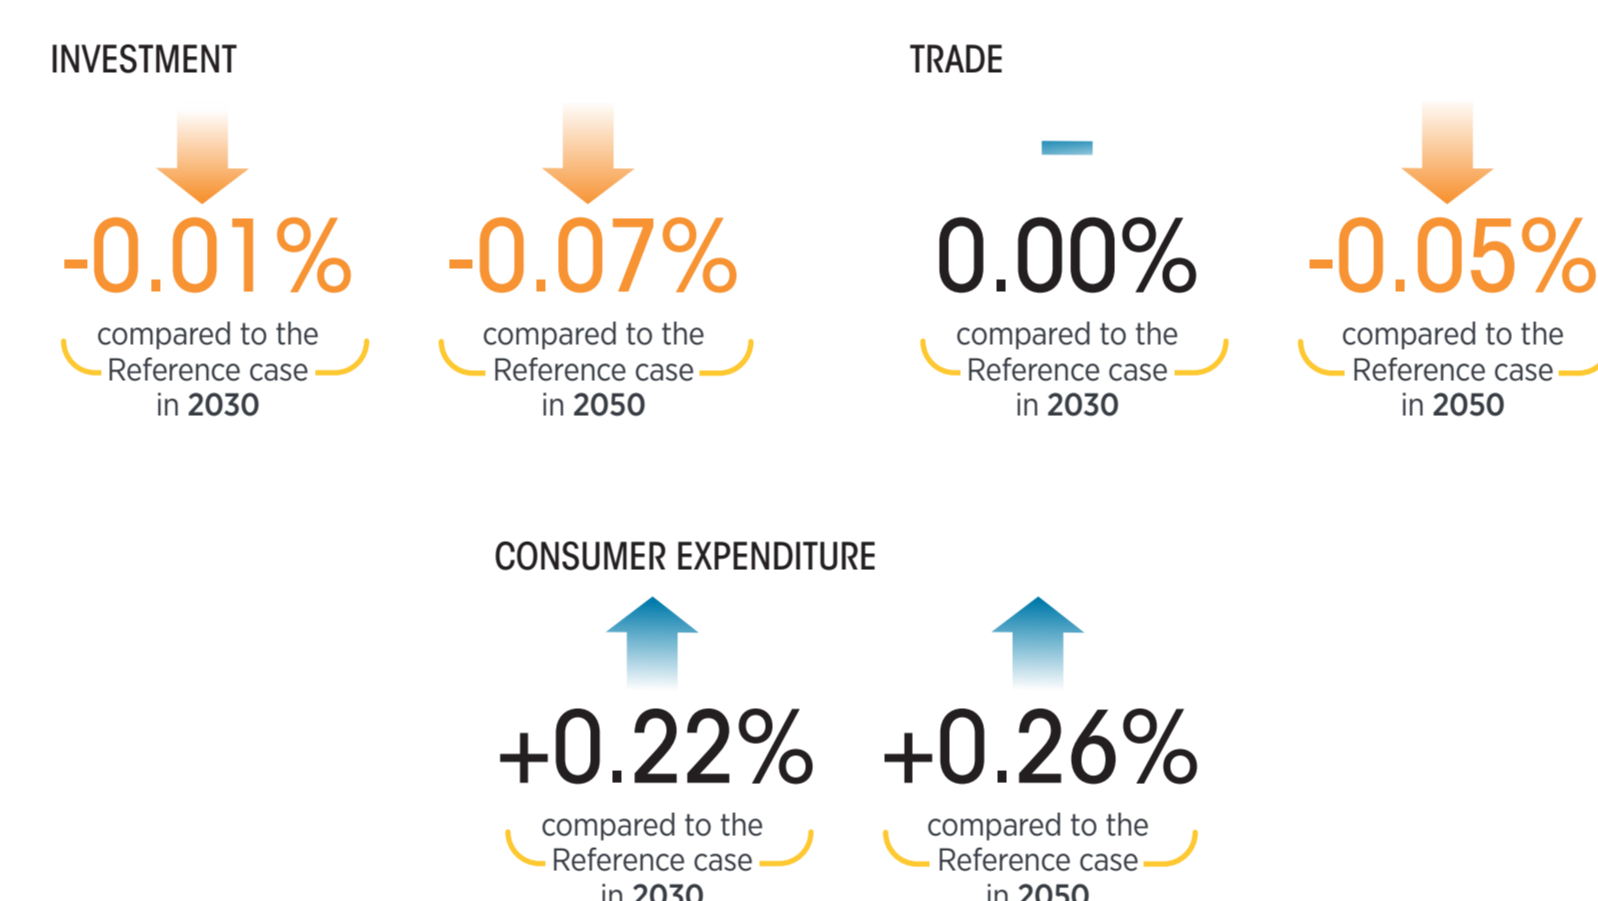 INVESTMENT
-0.01%
compared to the
Reference case
in 2030
-0.07%
compared to the
Reference case
in 2050
TRADE
0.00%
compared to the
Reference case
in 2030
-0.05%
compared to the
Reference case
in 2050
CONSUMER EXPENDITURE
+0.22%
compared to the
Reference case
in 2030
+0.26%
compared to the
Reference case
in 2050